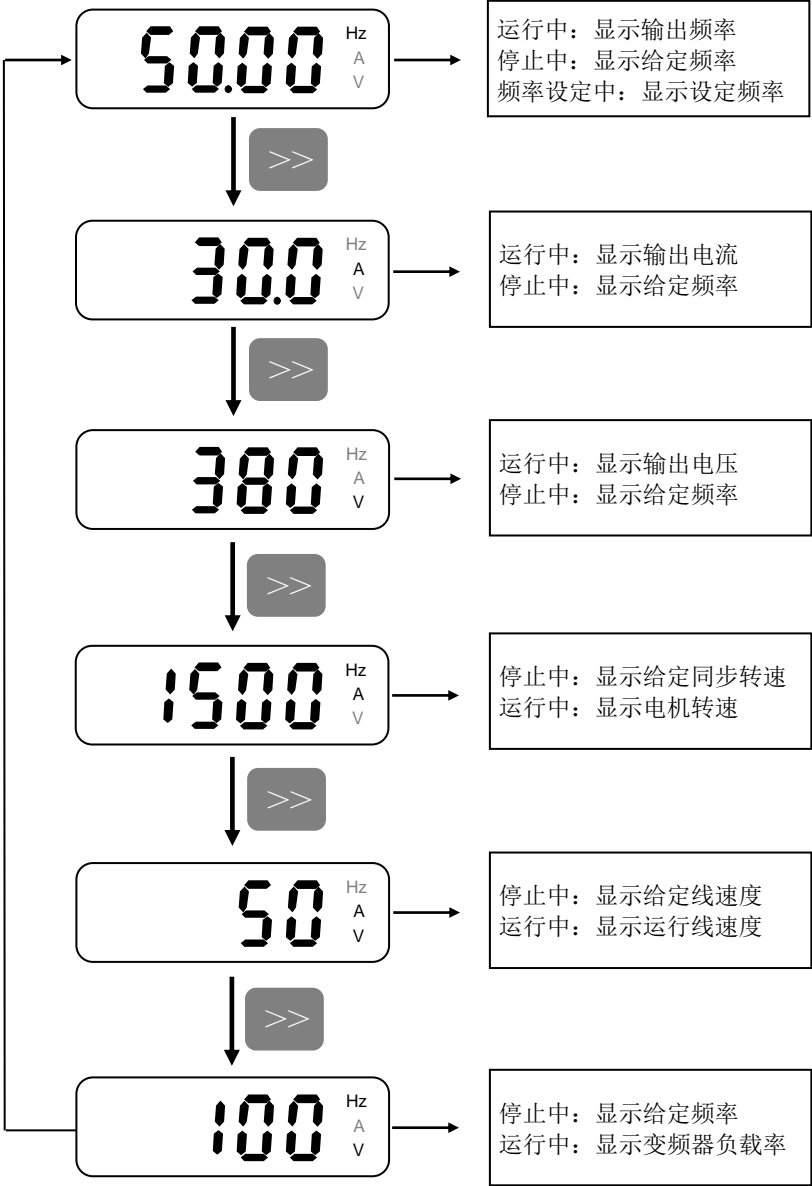 50.00
Hz
A
V
运行中：显示输出频率
停止中：显示给定频率
频率设定中：显示设定频率
>>
30.0
Hz
A
V
运行中：显示输出电流
停止中：显示给定频率
>>
380
Hz
A
V
运行中：显示输出电压
停止中：显示给定频率
>>
1500
Hz
A
V
停止中：显示给定同步转速
运行中：显示电机转速
>>
50
Hz
A
V
停止中：显示给定线速度
运行中：显示运行线速度
>>
100
Hz
A
V
停止中：显示给定频率
运行中：显示变频器负载率